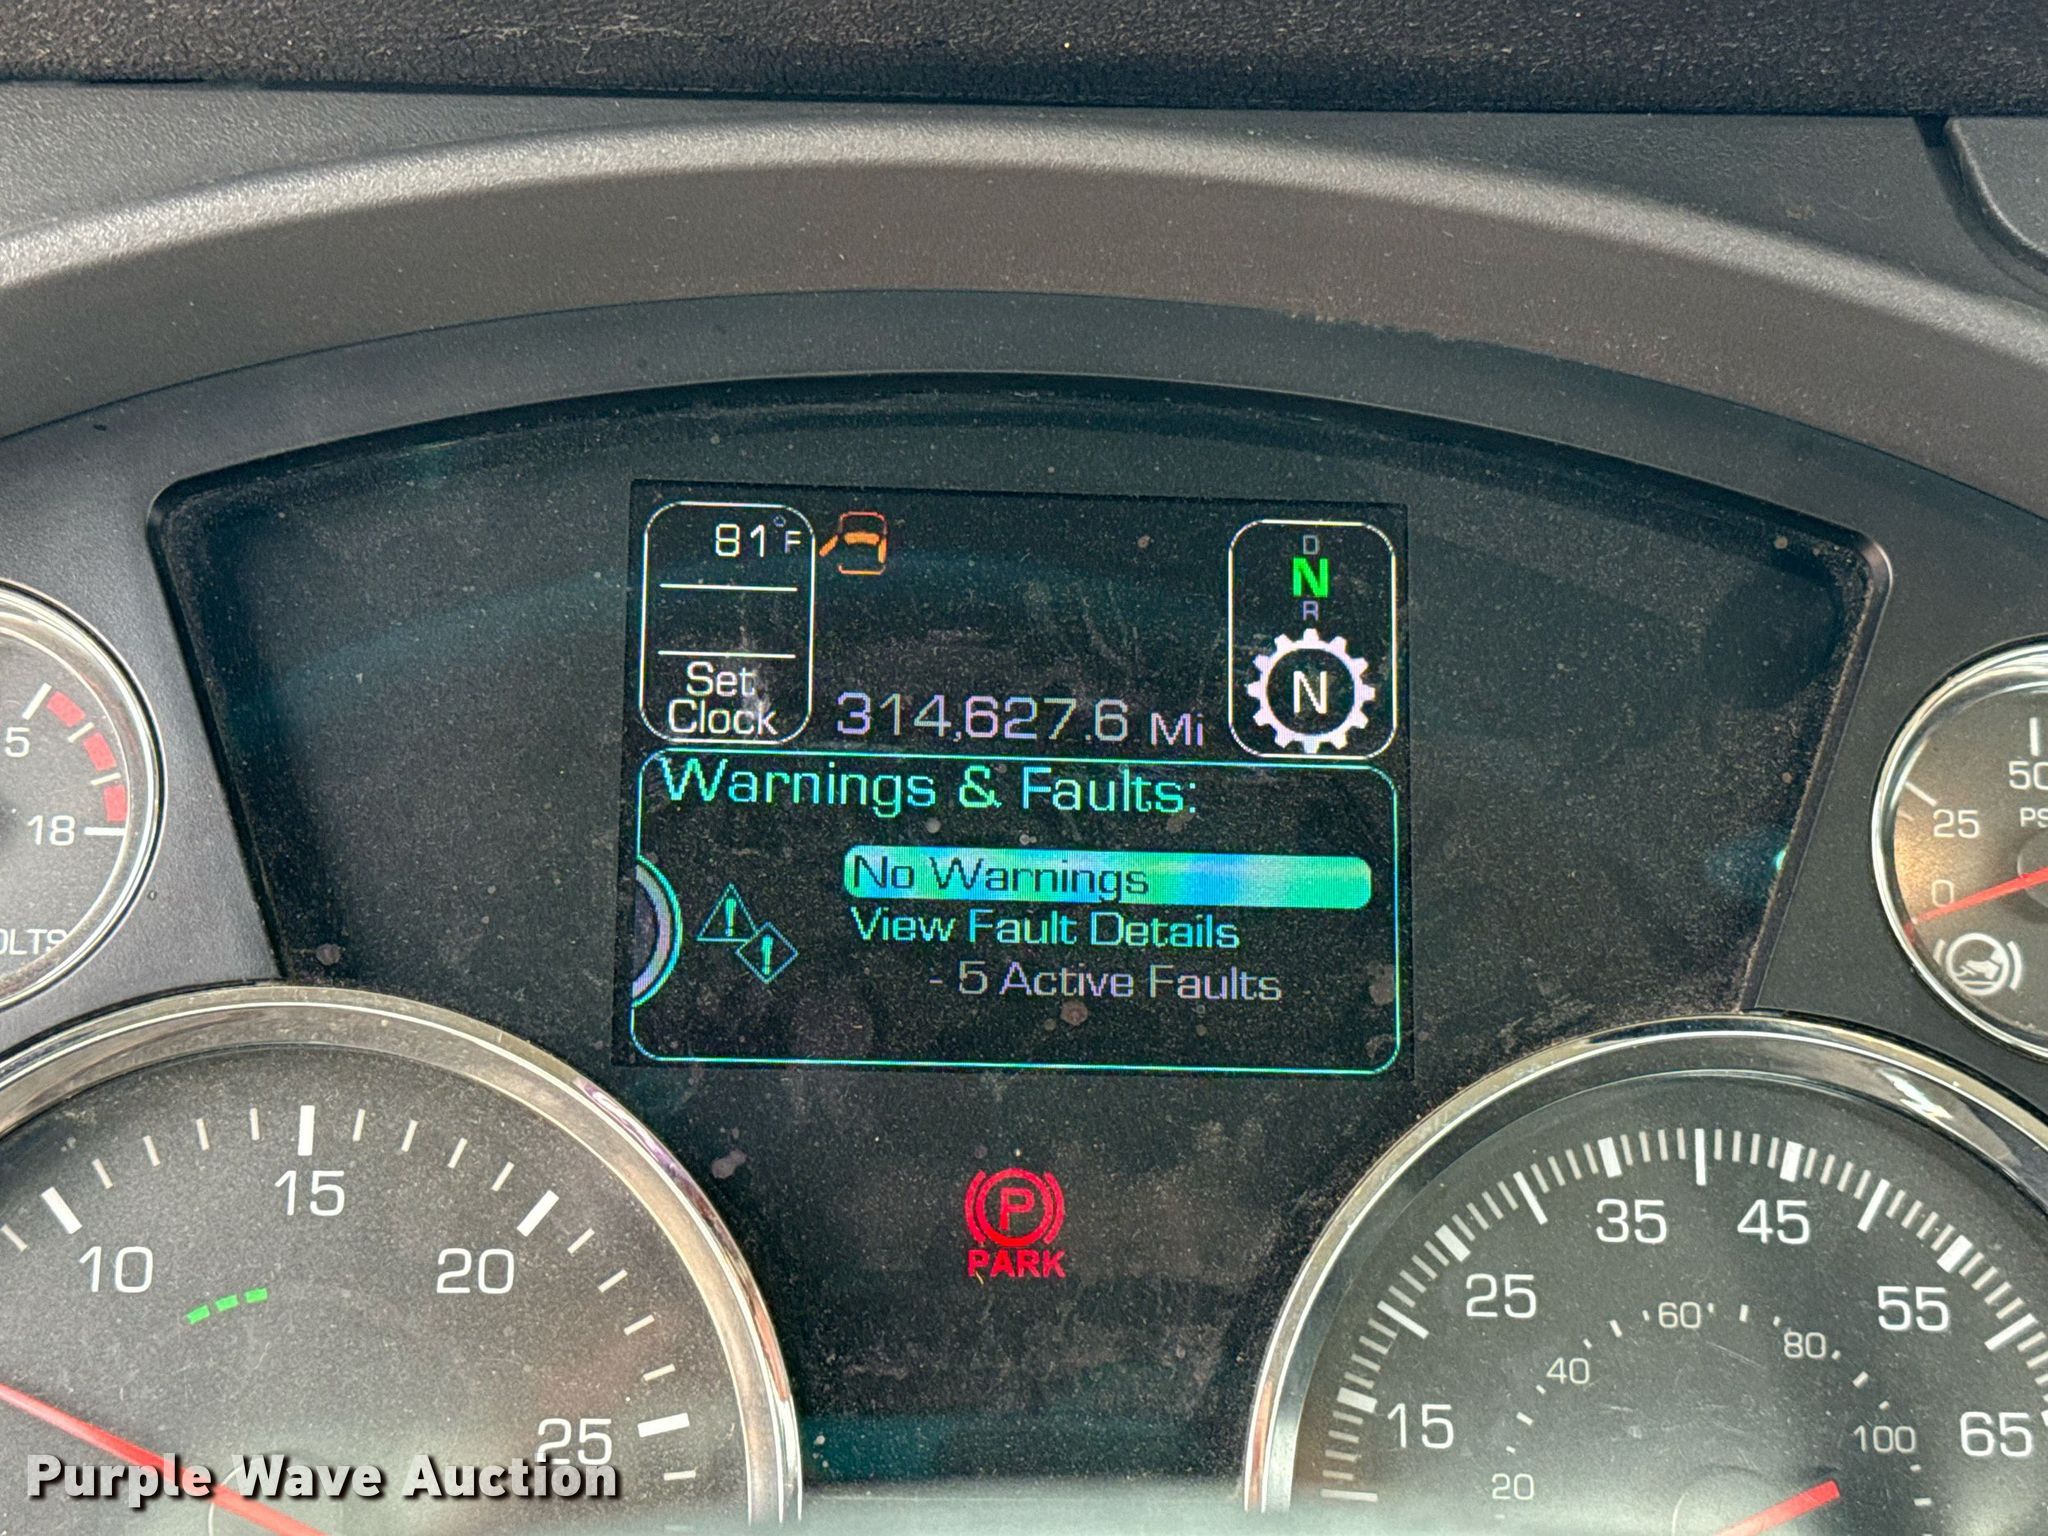 81°F
Set
Clock
314,627.6 Mi
D
N
R
N
Warnings & Faults:
No Warnings
View Fault Details
- 5 Active Faults
5
18
OLTS
50
25
PS
0
P
PARK
10
15
20
25
15
25
35
45
55
65
20
40
60
80
100
Purple Wave Auction